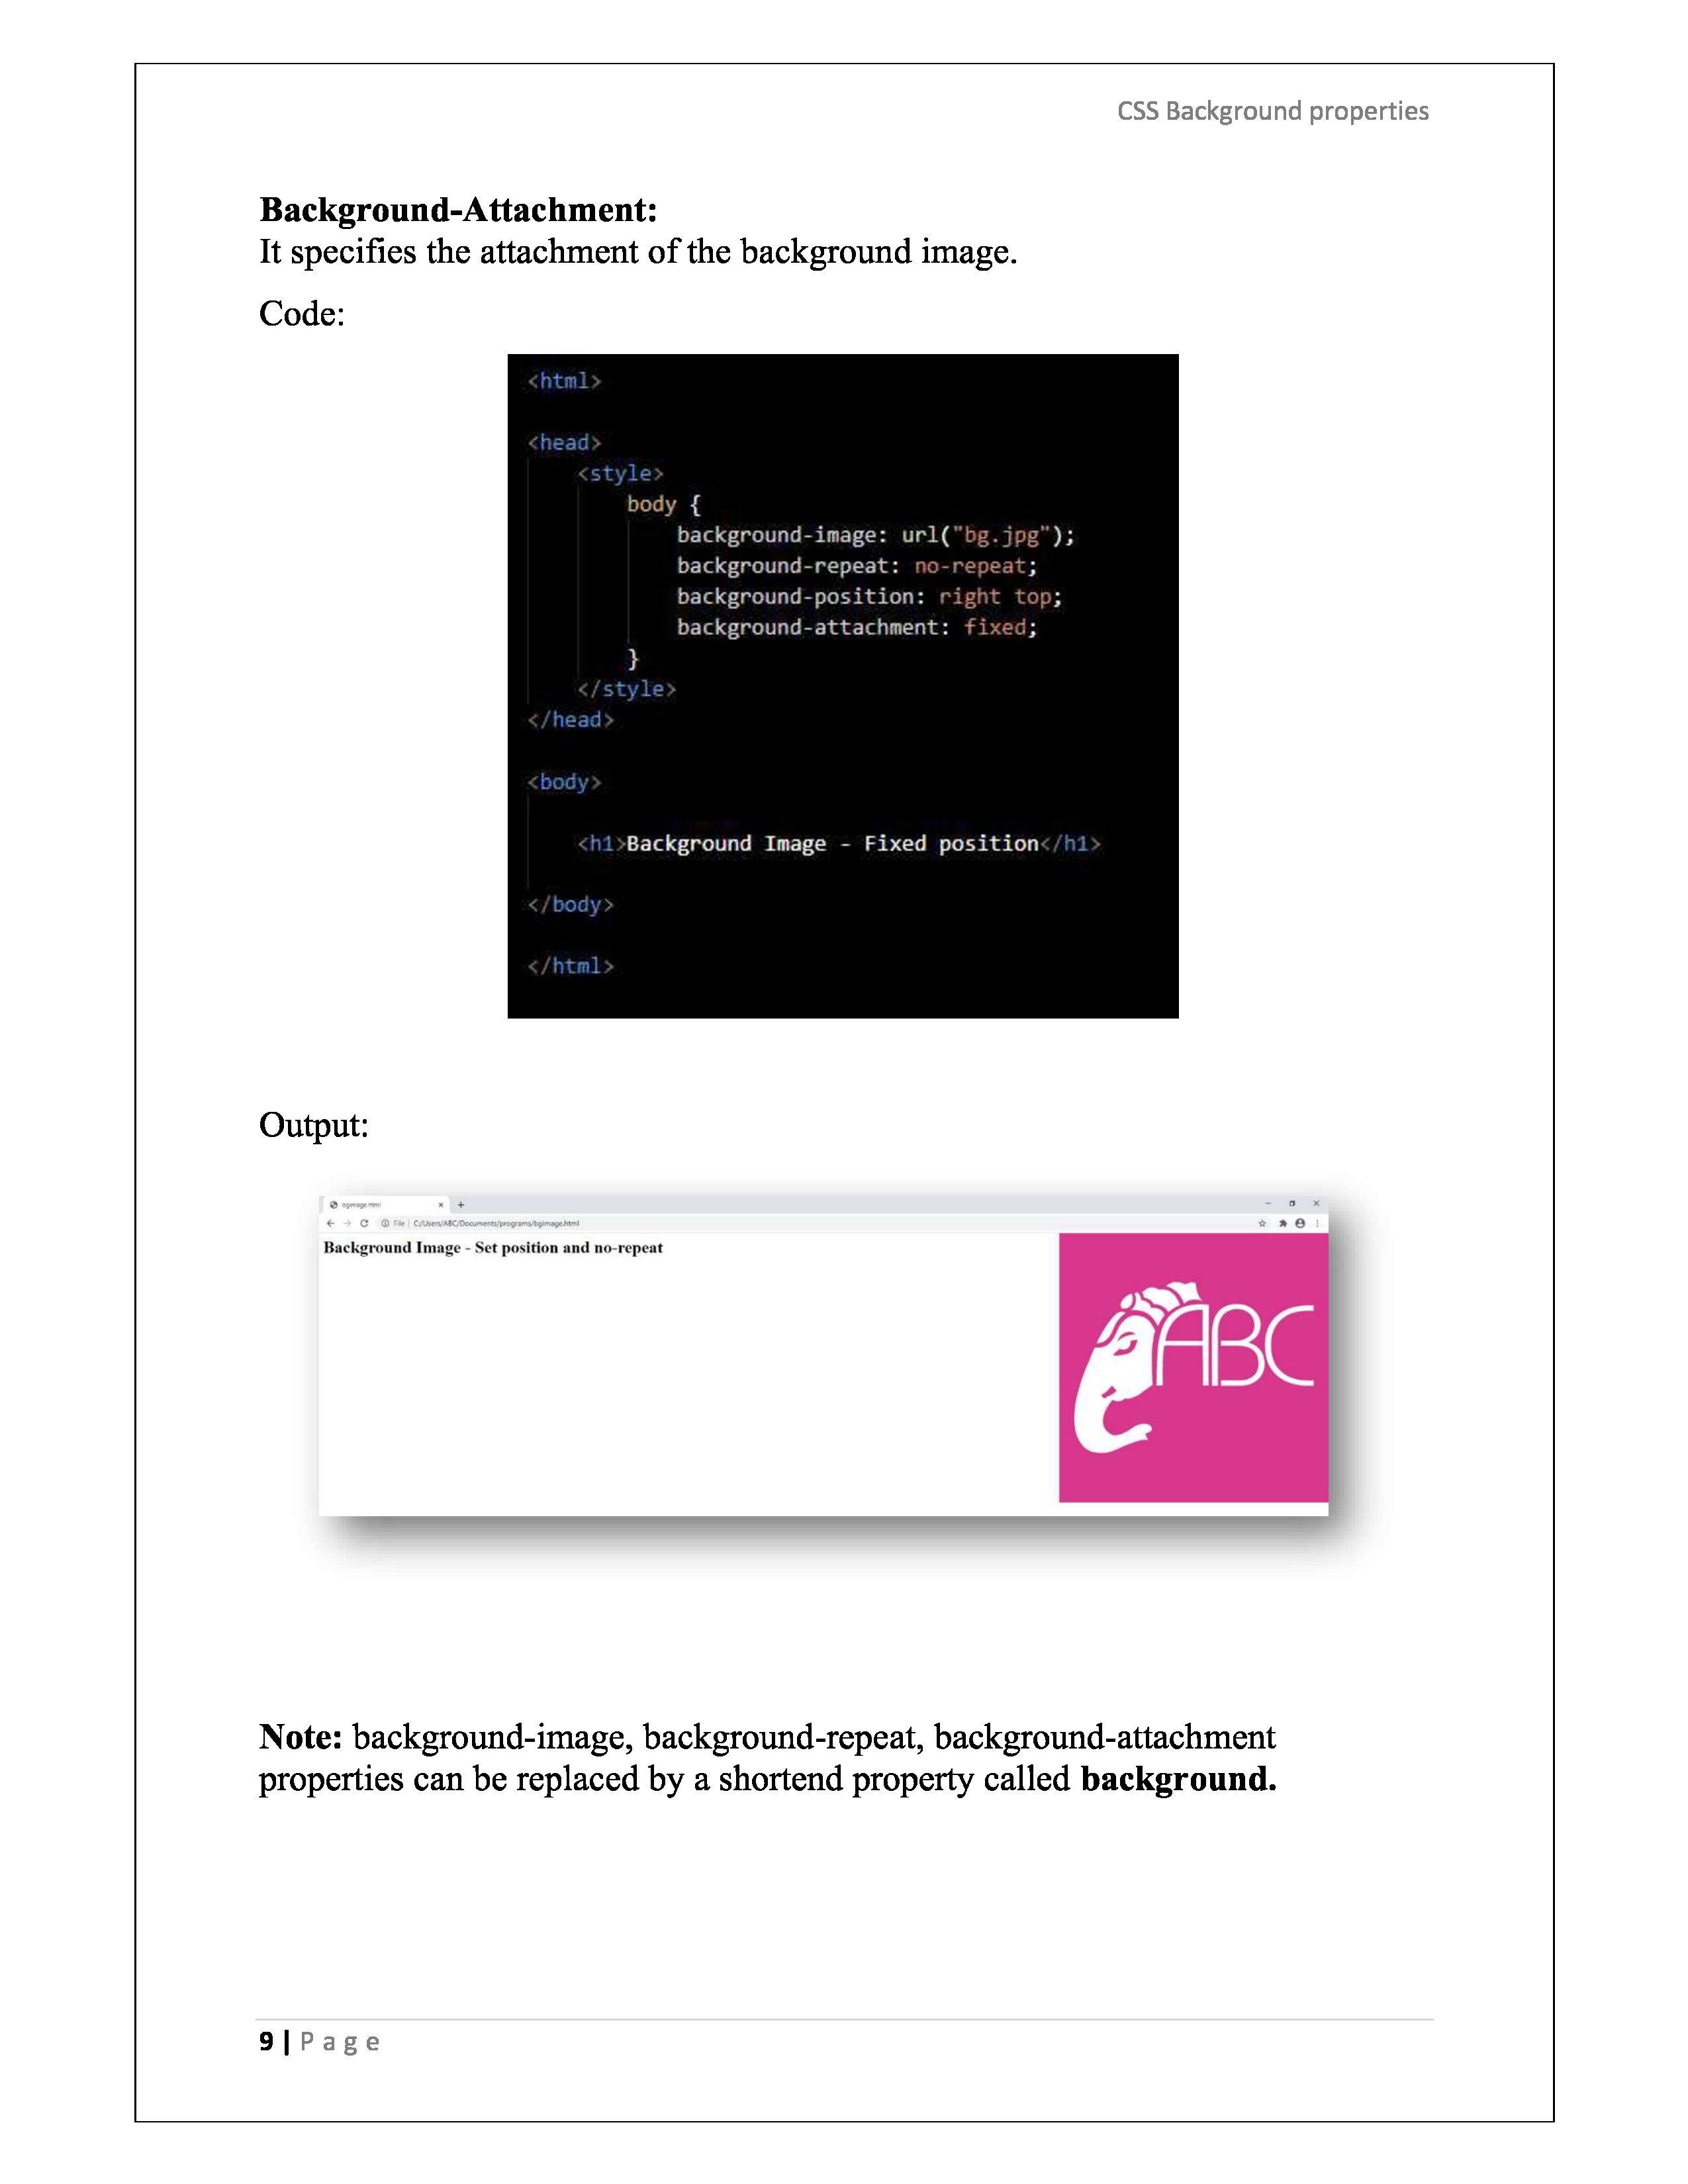 CSS Background properties
Background-Attachment:
It specifies the attachment of the background image.
Code:
<html>
<head>
<style>
body {
background-image: url("bg.jpg");
background-repeat: no-repeat;
background-position: right top;
background-attachment: fixed;
}
</style>
</head>
<body>
<h1>Background Image - Fixed position</h1>
</body>
</html>
Output:
bgimage.html
File | C:/Users/ABC/Documents/programs/bgimage.html
Background Image - Set position and no-repeat
ABC
Note: background-image, background-repeat, background-attachment
properties can be replaced by a shortend property called background.
9 | Page